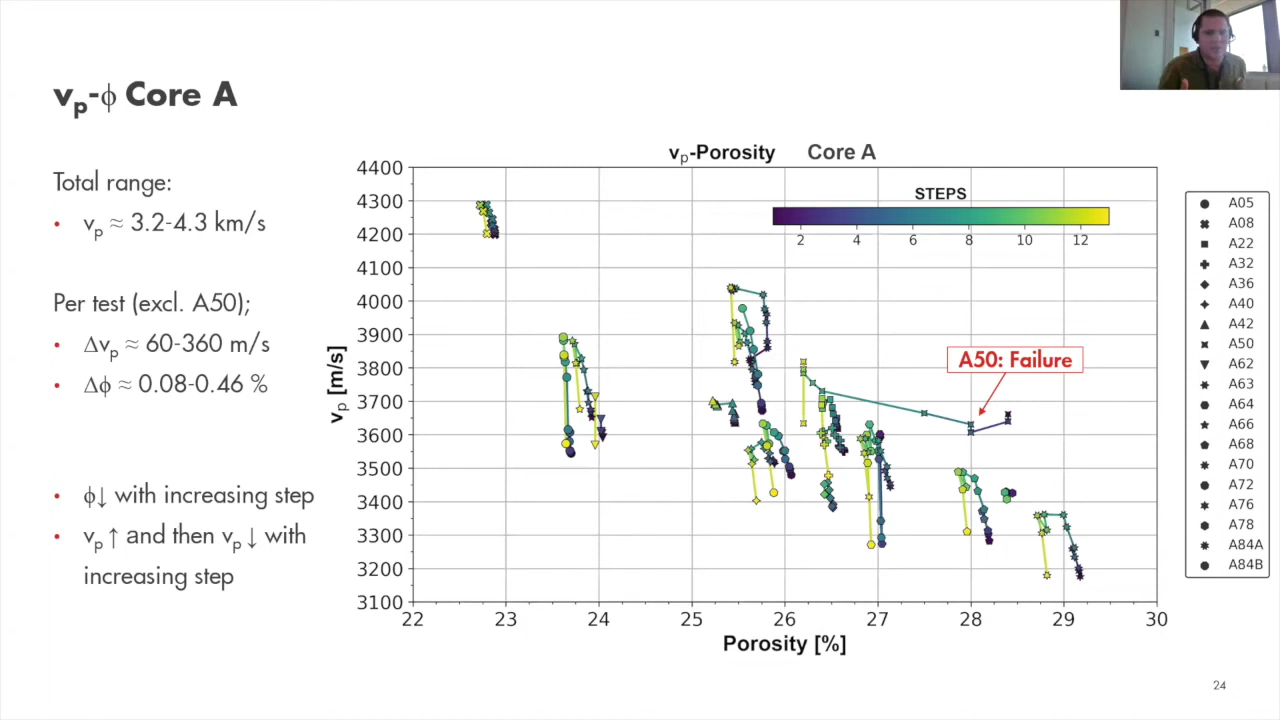 vp-ϕ Core A
Total range:
• vp ≈ 3.2-4.3 km/s
Per test (excl. A50);
• Δvp ≈ 60-360 m/s
• Δϕ ≈ 0.08-0.46 %
• ϕ↓ with increasing step
• vp ↑ and then vp ↓ with
increasing step
vp-Porosity Core A
STEPS
2 4 6 8 10 12
A50: Failure
4400
4300
4200
4100
4000
3900
3800
3700
3600
3500
3400
3300
3200
3100
vp [m/s]
22 23 24 25 26 27 28 29 30
Porosity [%]
A05
A08
A22
A32
A36
A40
A42
A50
A62
A63
A64
A66
A68
A70
A72
A76
A78
A84A
A84B
24